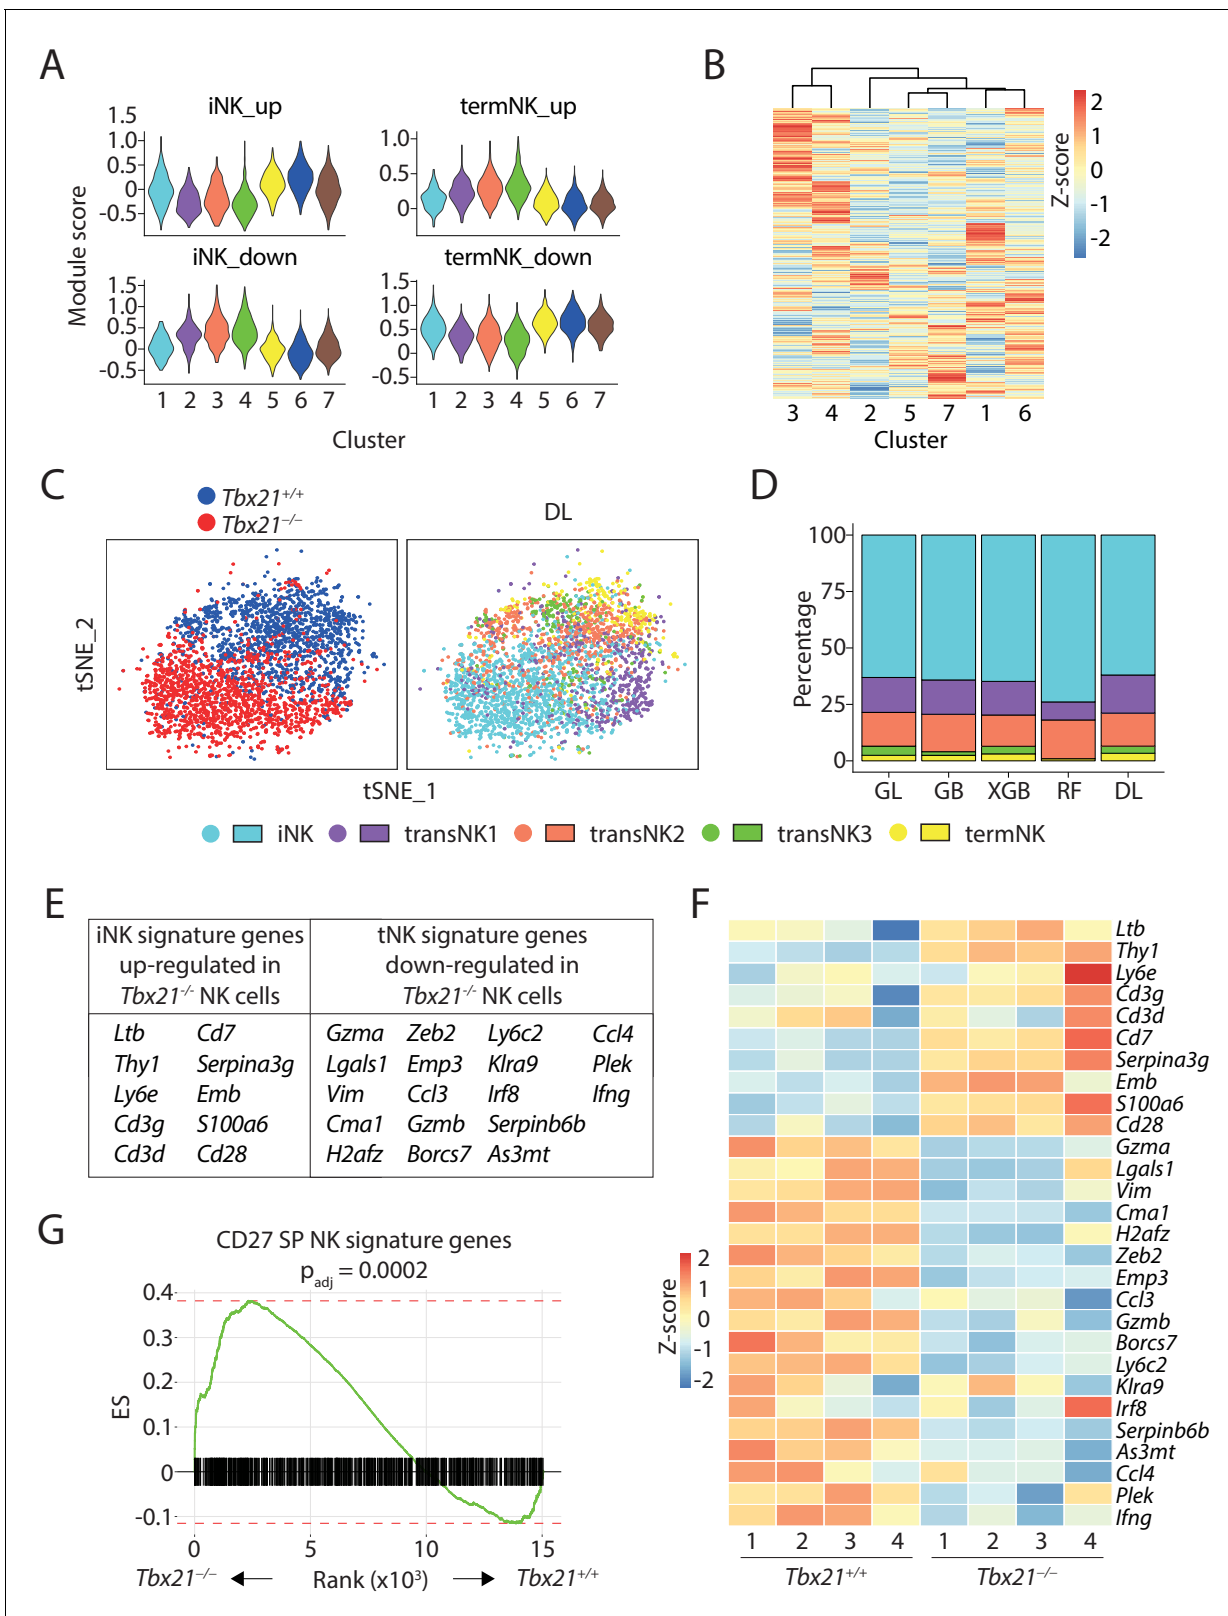 A
iNK_up
termNK_up
1.5
1.0
0.5
0
-0.5
1.0
0.5
0
iNK_down
termNK_down
1.5
1.0
0.5
0
-0.5
1.5
1.0
0.5
0
-0.5
Module score
1 2 3 4 5 6 7
1 2 3 4 5 6 7
Cluster
B
2
1
0
-1
-2
Z-score
3 4 2 5 7 1 6
Cluster
C
Tbx21+/+
Tbx21−/−
DL
tSNE_2
tSNE_1
D
100
75
50
25
0
Percentage
GL GB XGB RF DL
iNK transNK1 transNK2 transNK3 termNK
E
iNK signature genes
up-regulated in
Tbx21-/- NK cells
tNK signature genes
down-regulated in
Tbx21-/- NK cells
Ltb Cd7
Thy1 Serpina3g
Ly6e Emb
Cd3g S100a6
Cd3d Cd28
Gzma Zeb2 Ly6c2 Ccl4
Lgals1 Emp3 Klra9 Plek
Vim Ccl3 Irf8 Ifng
Cma1 Gzmb Serpinb6b
H2afz Borcs7 As3mt
F
Ltb
Thy1
Ly6e
Cd3g
Cd3d
Cd7
Serpina3g
Emb
S100a6
Cd28
Gzma
Lgals1
Vim
Cma1
H2afz
Zeb2
Emp3
Ccl3
Gzmb
Borcs7
Ly6c2
Klra9
Irf8
Serpinb6b
As3mt
Ccl4
Plek
Ifng
1 2 3 4 1 2 3 4
Tbx21+/+ Tbx21−/−
2
1
0
-1
-2
Z-score
G
CD27 SP NK signature genes
padj = 0.0002
0.4
0.3
0.2
0.1
0
-0.1
ES
0 5 10 15
Tbx21−/− Rank (x10³) Tbx21+/+